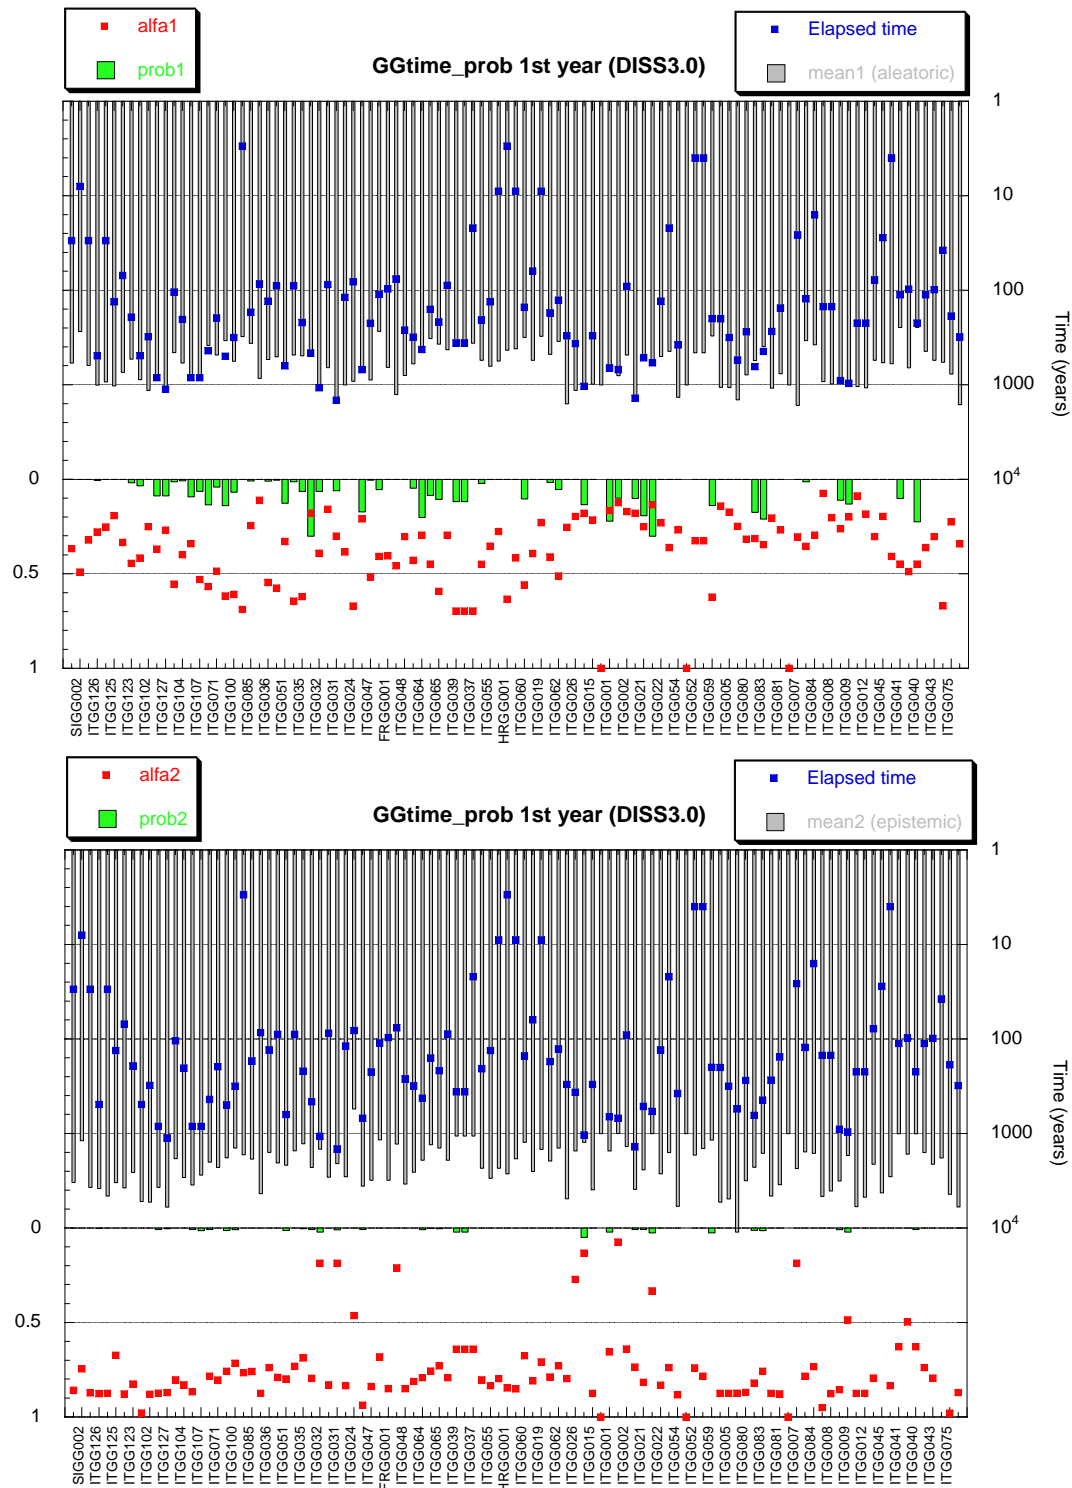 alfa1
prob1
GGtime_prob 1st year (DISS3.0)
Elapsed time
mean1 (aleatoric)
1
10
100
1000
10^4
Time (years)
0
0.5
1
SIGG002
ITGG126
ITGG125
ITGG123
ITGG102
ITGG127
ITGG104
ITGG107
ITGG071
ITGG100
ITGG085
ITGG036
ITGG051
ITGG035
ITGG032
ITGG031
ITGG024
ITGG047
FRGG001
ITGG048
ITGG064
ITGG065
ITGG039
ITGG037
ITGG055
HRGG001
ITGG060
ITGG019
ITGG062
ITGG026
ITGG015
ITGG001
ITGG002
ITGG021
ITGG022
ITGG054
ITGG052
ITGG059
ITGG005
ITGG080
ITGG083
ITGG081
ITGG007
ITGG084
ITGG008
ITGG009
ITGG012
ITGG045
ITGG041
ITGG040
ITGG043
ITGG075
alfa2
prob2
GGtime_prob 1st year (DISS3.0)
Elapsed time
mean2 (epistemic)
1
10
100
1000
10^4
Time (years)
0
0.5
1
SIGG002
ITGG126
ITGG125
ITGG123
ITGG102
ITGG127
ITGG104
ITGG107
ITGG071
ITGG100
ITGG085
ITGG036
ITGG051
ITGG035
ITGG032
ITGG031
ITGG024
ITGG047
FRGG001
ITGG048
ITGG064
ITGG065
ITGG039
ITGG037
ITGG055
HRGG001
ITGG060
ITGG019
ITGG062
ITGG026
ITGG015
ITGG001
ITGG002
ITGG021
ITGG022
ITGG054
ITGG052
ITGG059
ITGG005
ITGG080
ITGG083
ITGG081
ITGG007
ITGG084
ITGG008
ITGG009
ITGG012
ITGG045
ITGG041
ITGG040
ITGG043
ITGG075